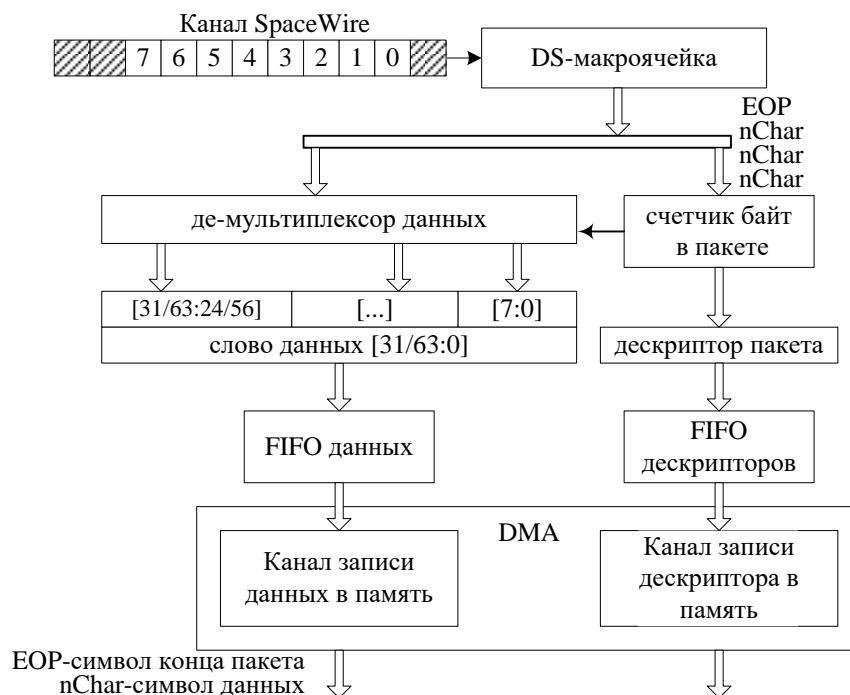 Канал SpaceWire
7 6 5 4 3 2 1 0
DS-макроячейка
EOP
nChar
nChar
nChar
де-мультиплексор данных
счетчик байт
в пакете
[31/63:24/56] [...] [7:0]
слово данных [31/63:0]
дескриптор пакета
FIFO данных
FIFO
дескрипторов
DMA
Канал записи
данных в память
Канал записи
дескриптора в
память
EOP-символ конца пакета
nChar-символ данных